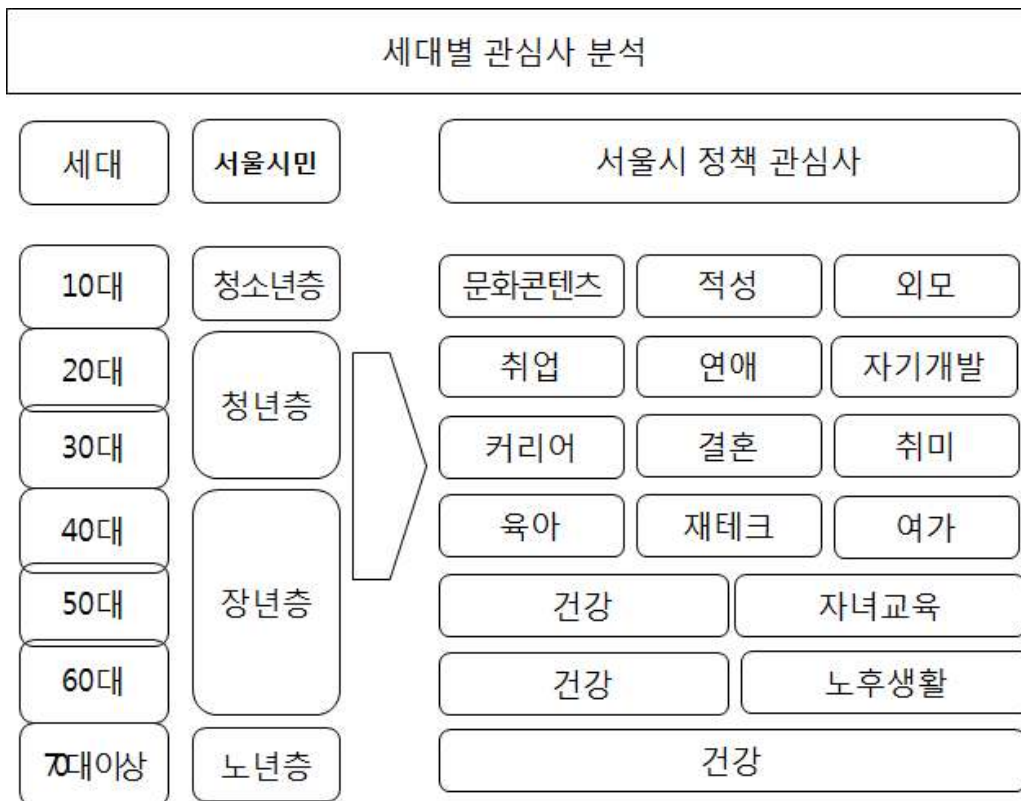 세대별 관심사 분석
세대 서울시민 서울시 정책 관심사
10대 청소년층 문화콘텐츠 적성 외모
20대 취업 연애 자기개발
청년층
30대 커리어 결혼 취미
40대 육아 재테크 여가
50대 장년층 건강 자녀교육
60대 건강 노후생활
70대이상 노년층 건강